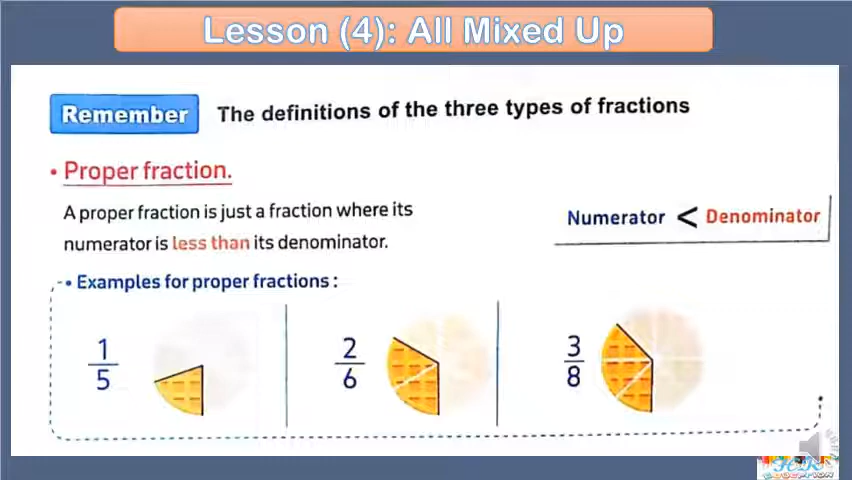 Lesson (4): All Mixed Up
Remember The definitions of the three types of fractions
• Proper fraction.
A proper fraction is just a fraction where its
numerator is less than its denominator.
Numerator < Denominator
• Examples for proper fractions :
1/5
2/6
3/8